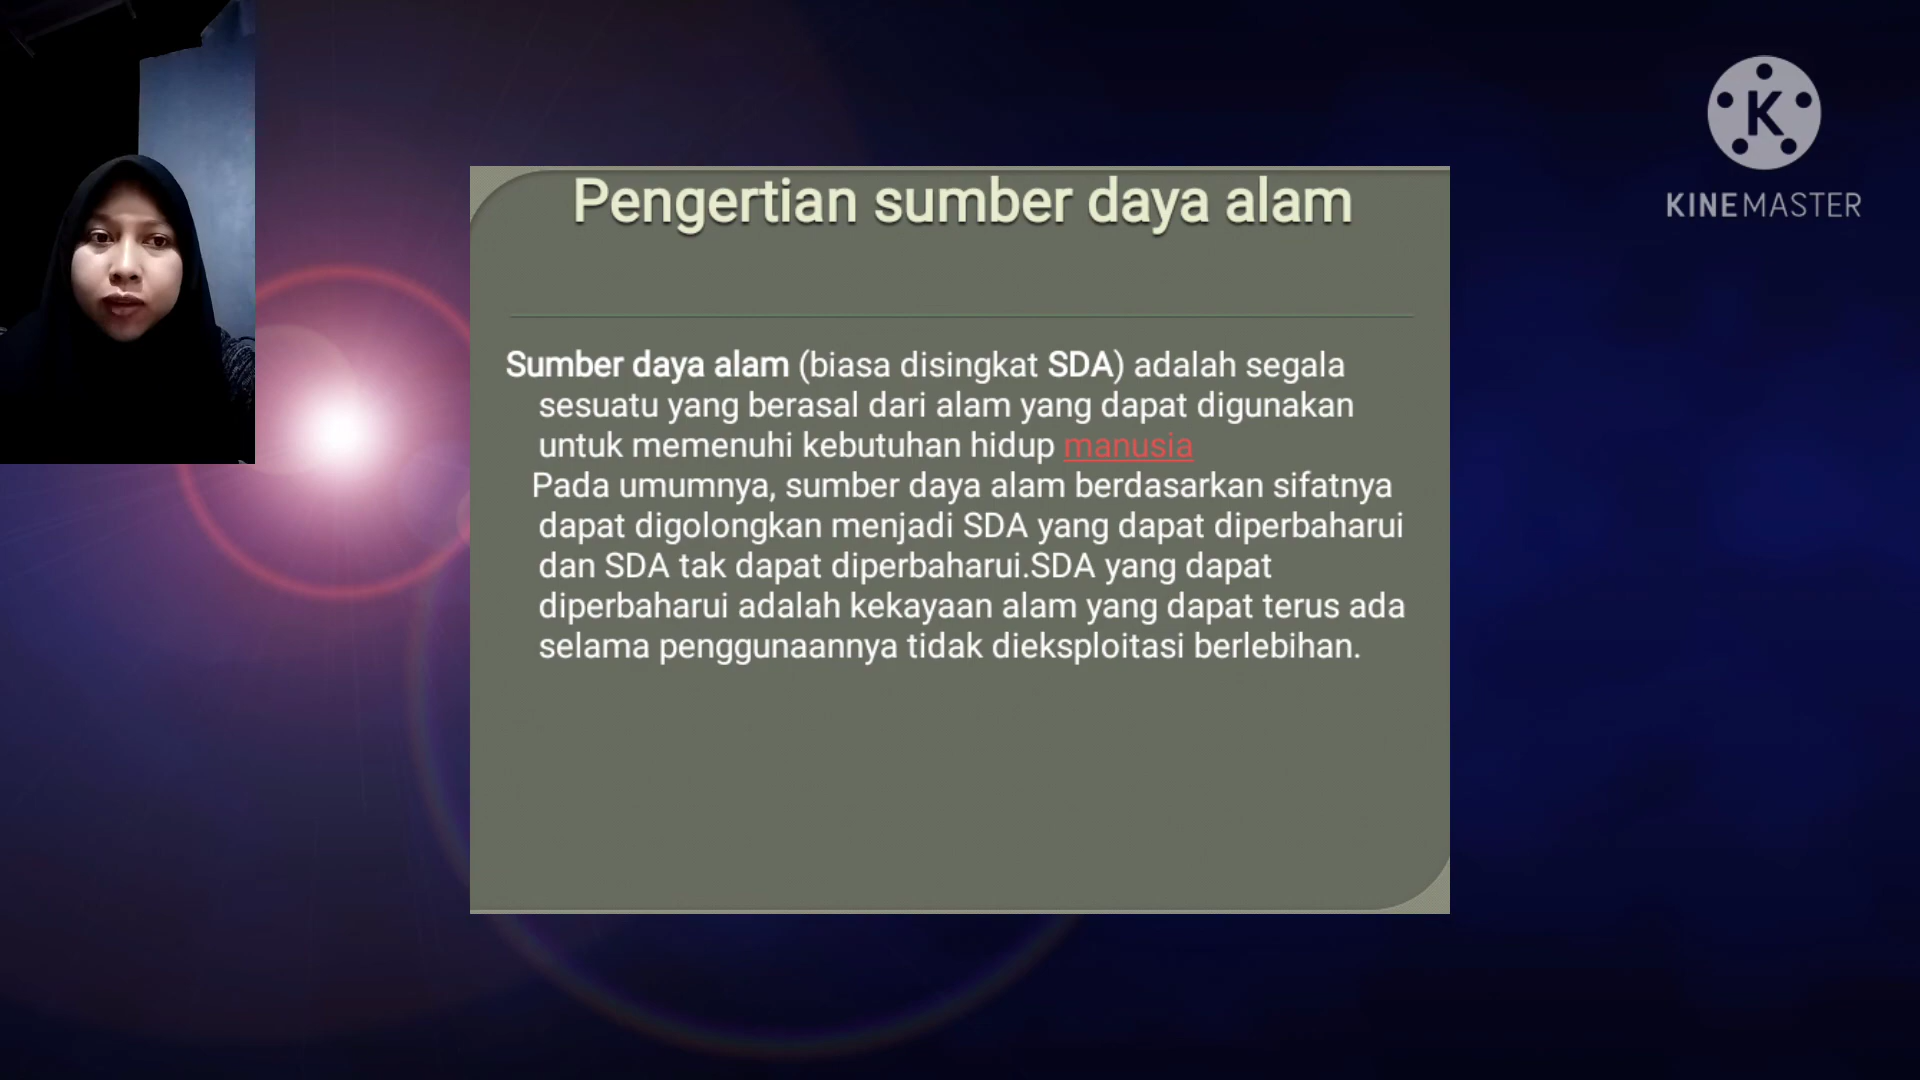 K
KINEMASTER
Pengertian sumber daya alam
Sumber daya alam (biasa disingkat SDA) adalah segala
sesuatu yang berasal dari alam yang dapat digunakan
untuk memenuhi kebutuhan hidup manusia
Pada umumnya, sumber daya alam berdasarkan sifatnya
dapat digolongkan menjadi SDA yang dapat diperbaharui
dan SDA tak dapat diperbaharui.SDA yang dapat
diperbaharui adalah kekayaan alam yang dapat terus ada
selama penggunaannya tidak dieksploitasi berlebihan.